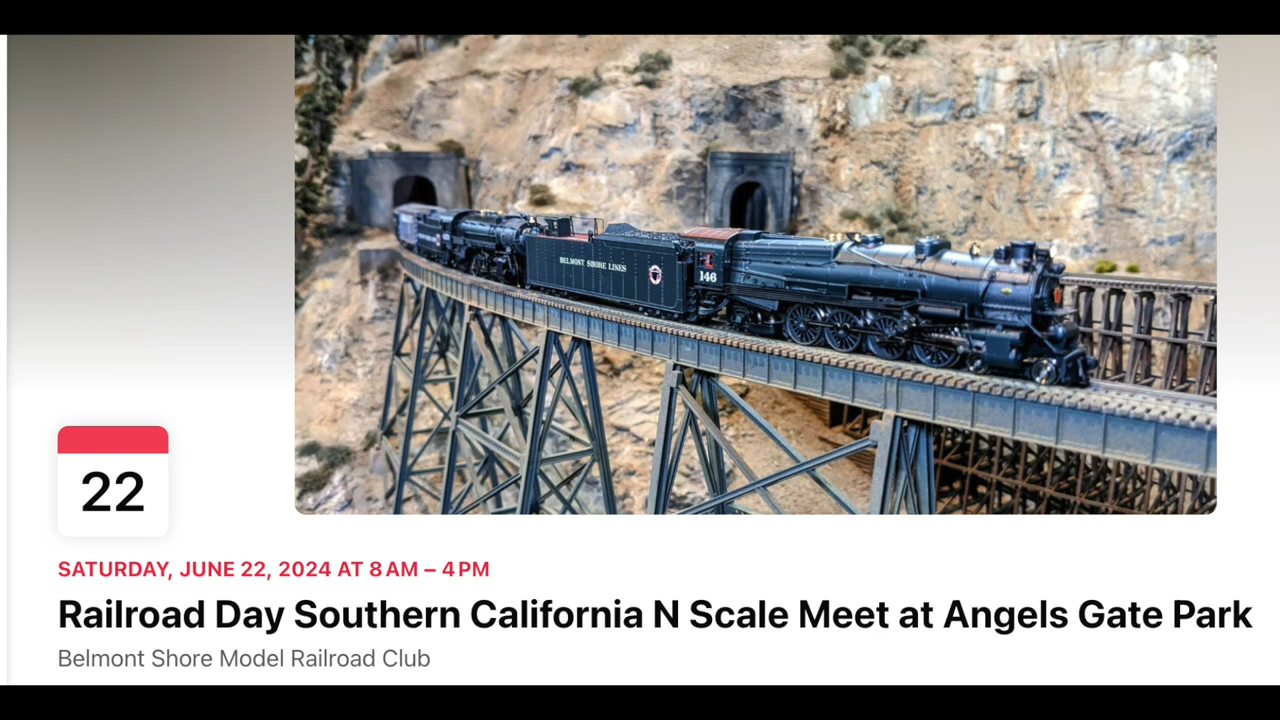 BELMONT SHORE LINES
146
22
SATURDAY, JUNE 22, 2024 AT 8 AM – 4 PM
Railroad Day Southern California N Scale Meet at Angels Gate Park
Belmont Shore Model Railroad Club